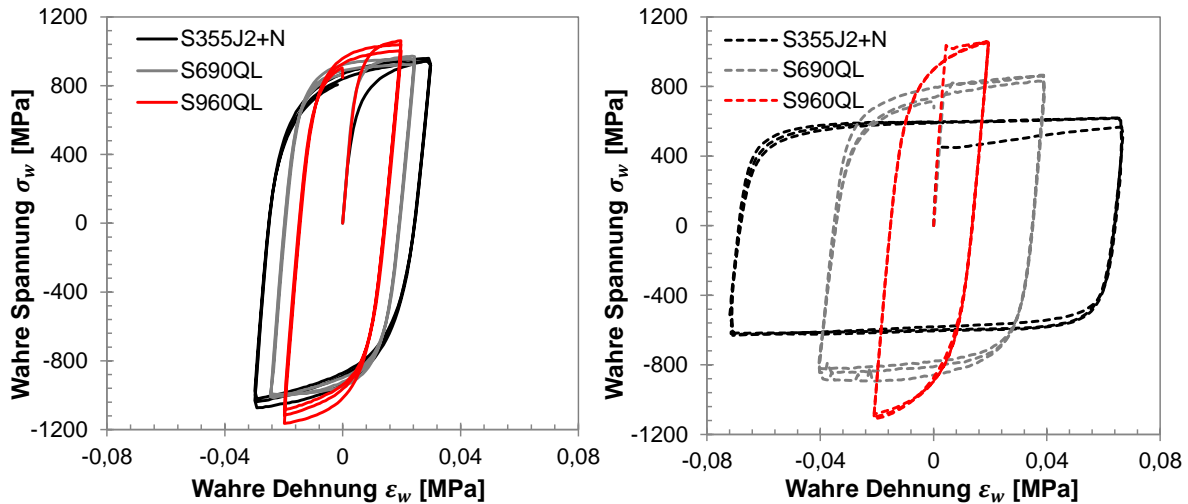 Wahre Spannung σw [MPa]
1200
800
400
0
-400
-800
-1200
S355J2+N
S690QL
S960QL
-0,08
-0,04
0
0,04
0,08
Wahre Dehnung εw [MPa]
Wahre Spannung σw [MPa]
1200
800
400
0
-400
-800
-1200
S355J2+N
S690QL
S960QL
-0,08
-0,04
0
0,04
0,08
Wahre Dehnung εw [MPa]